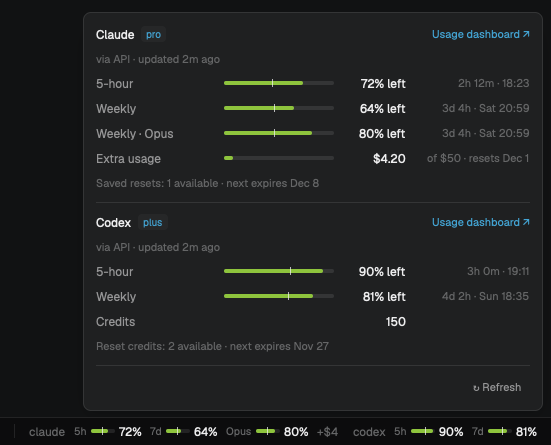 Claude pro Usage dashboard ↗
via API · updated 2m ago
5-hour 72% left 2h 12m · 18:23
Weekly 64% left 3d 4h · Sat 20:59
Weekly · Opus 80% left 3d 4h · Sat 20:59
Extra usage $4.20 of $50 · resets Dec 1
Saved resets: 1 available · next expires Dec 8
Codex plus Usage dashboard ↗
via API · updated 2m ago
5-hour 90% left 3h 0m · 19:11
Weekly 81% left 4d 2h · Sun 18:35
Credits 150
Reset credits: 2 available · next expires Nov 27
↻ Refresh
claude 5h 72% 7d 64% Opus 80% +$4 codex 5h 90% 7d 81%